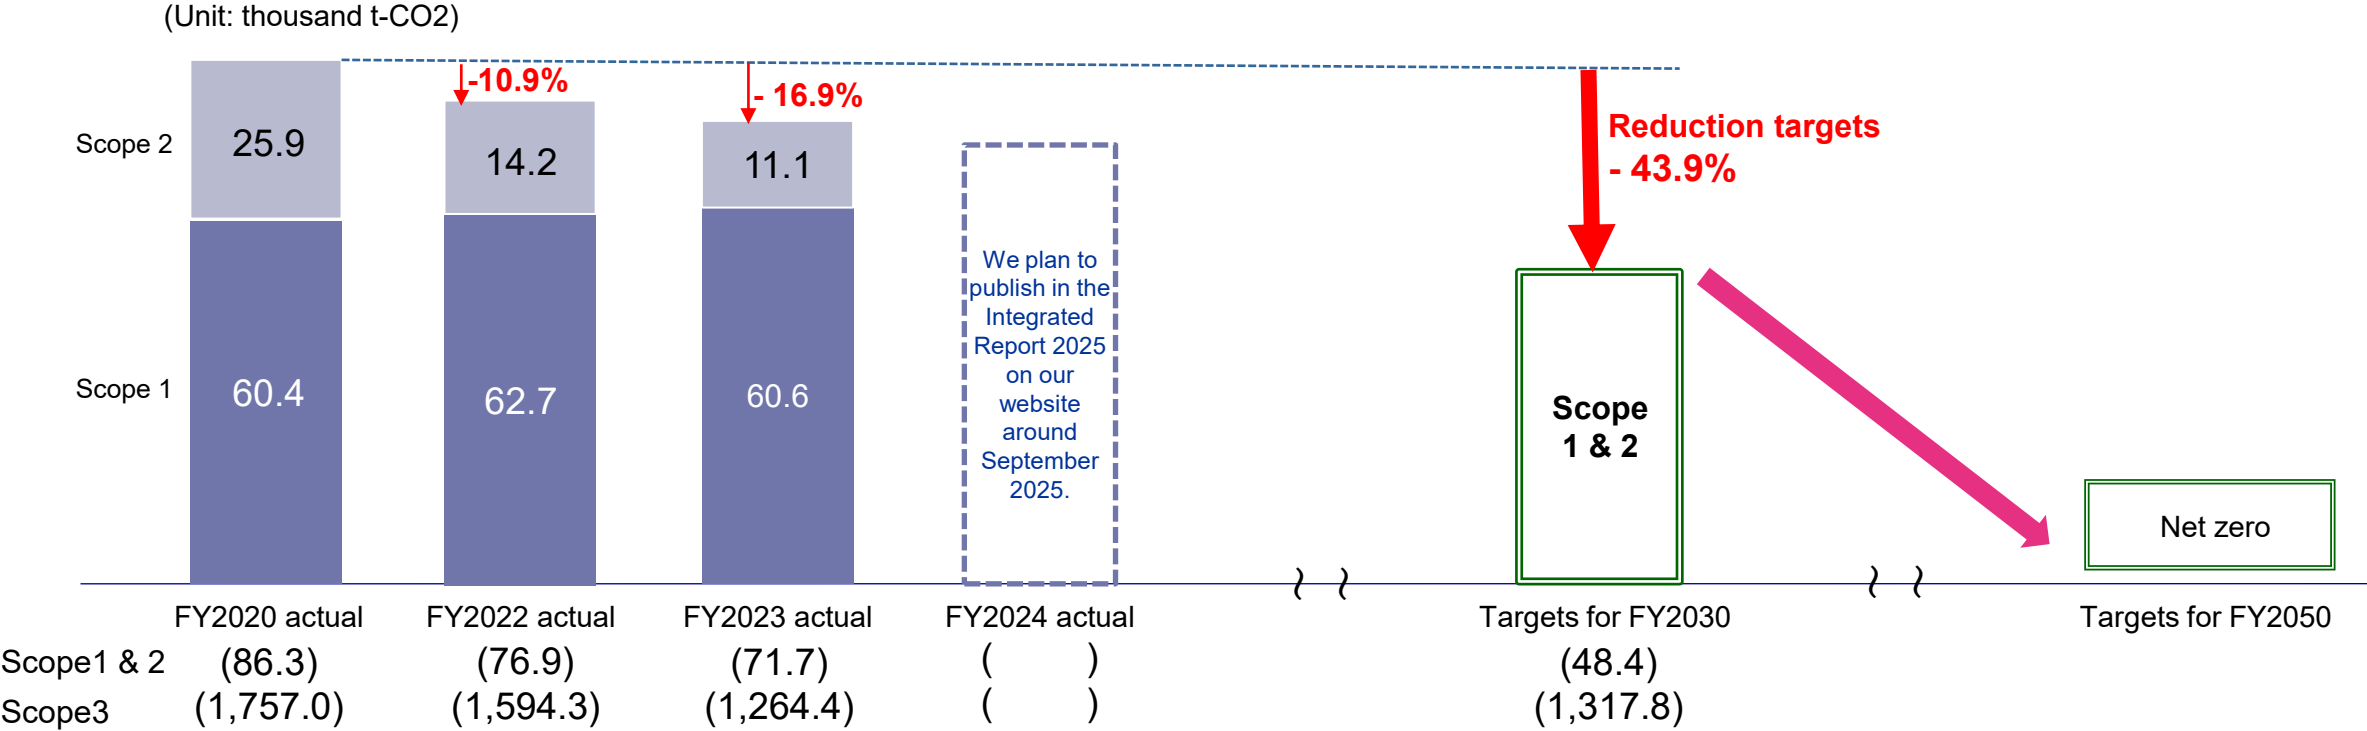 (Unit: thousand t-CO2)
-10.9%
- 16.9%
Reduction targets
- 43.9%
Scope 2
25.9
14.2
11.1
We plan to
publish in the
Integrated
Report 2025
on our
website
around
September
2025.
Scope 1
60.4
62.7
60.6
Scope
1 & 2
Net zero
FY2020 actual
FY2022 actual
FY2023 actual
FY2024 actual
Targets for FY2030
Targets for FY2050
Scope1 & 2 (86.3) (76.9) (71.7) ( ) (48.4)
Scope3 (1,757.0) (1,594.3) (1,264.4) ( ) (1,317.8)